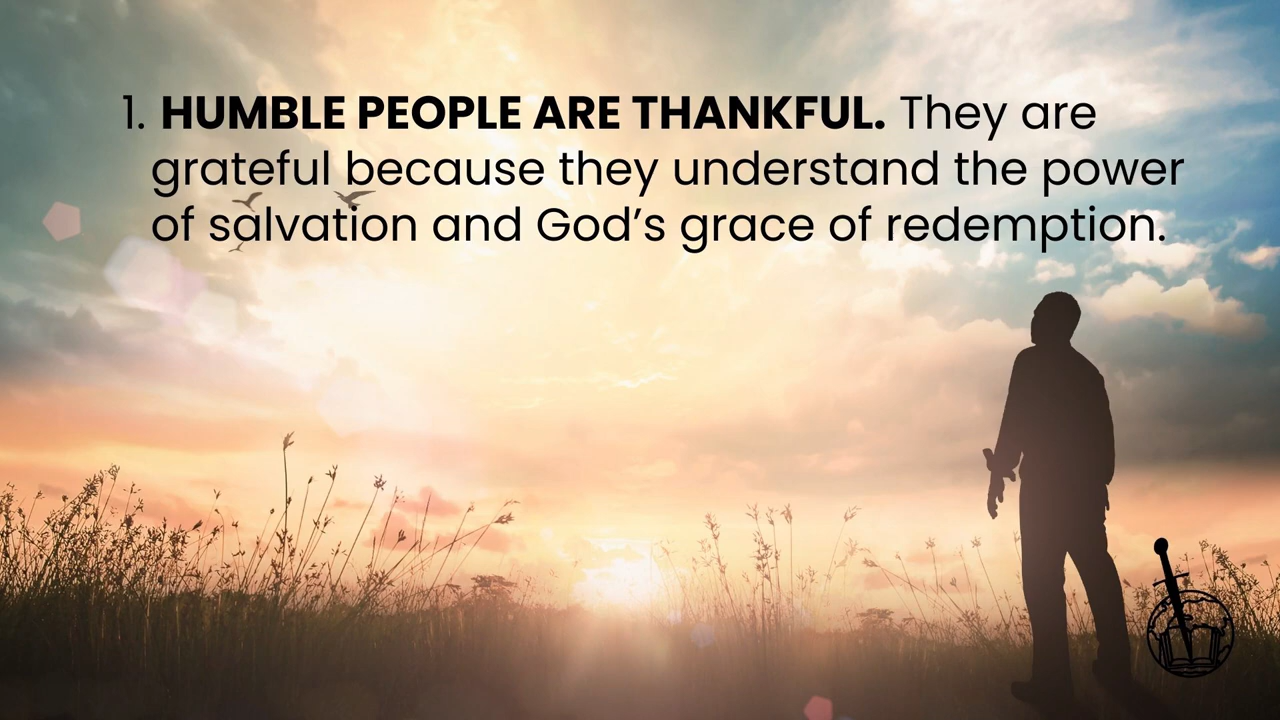 1. HUMBLE PEOPLE ARE THANKFUL. They are
grateful because they understand the power
of salvation and God’s grace of redemption.